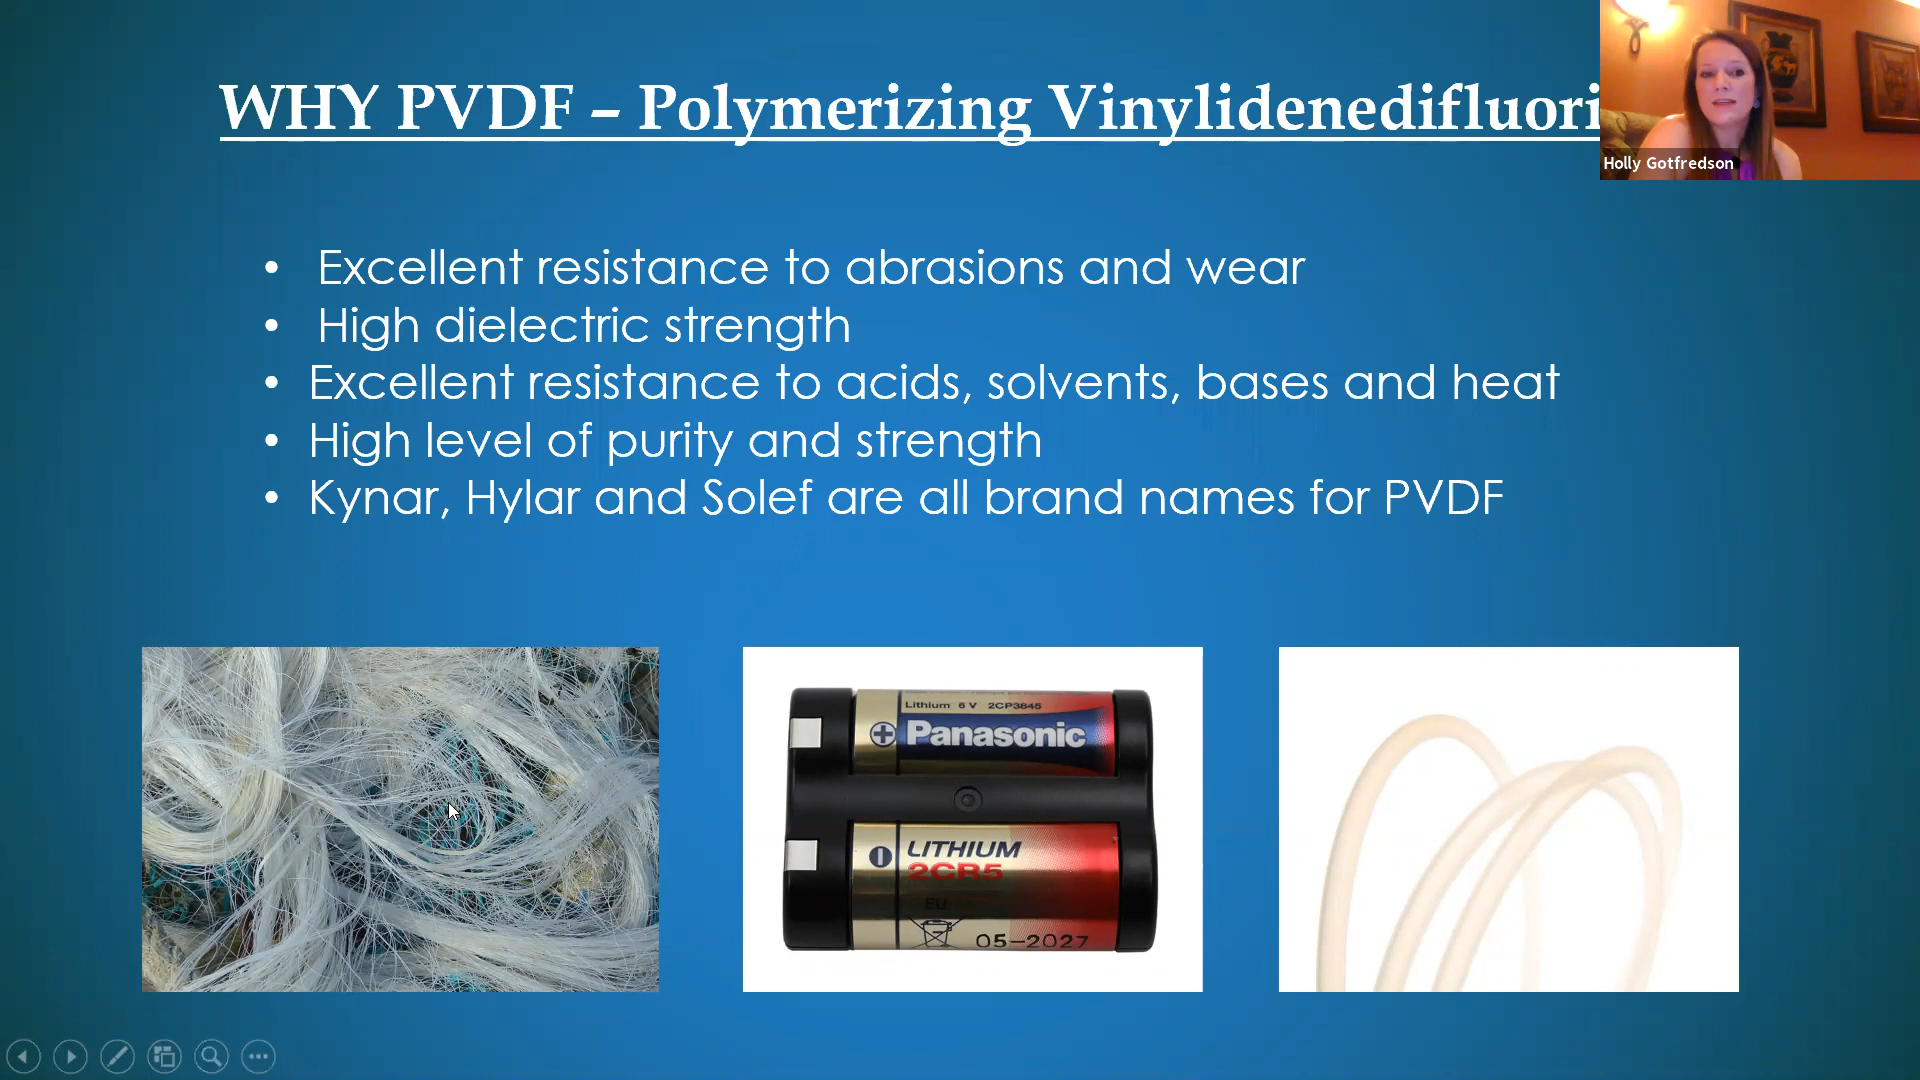 WHY PVDF – Polymerizing Vinylidenedifluori
Holly Gotfredson
• Excellent resistance to abrasions and wear
• High dielectric strength
• Excellent resistance to acids, solvents, bases and heat
• High level of purity and strength
• Kynar, Hylar and Solef are all brand names for PVDF
Lithium 6 V 2CP3845
Panasonic
LITHIUM
2CR5
EU
05-2027